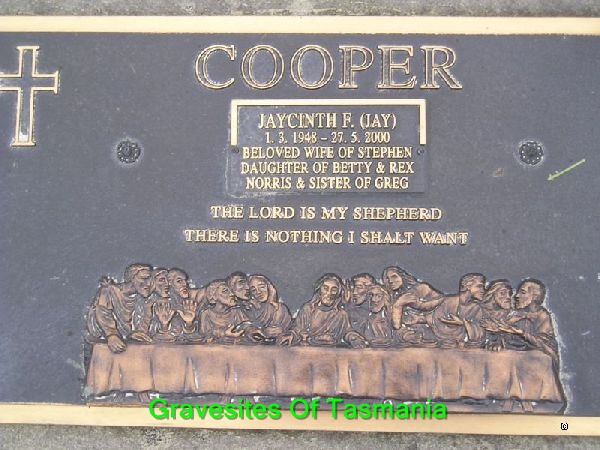 COOPER
JAYCINTH F. (JAY)
1. 3. 1948 - 27. 5. 2000
BELOVED WIFE OF STEPHEN
DAUGHTER OF BETTY & REX
NORRIS & SISTER OF GREG
THE LORD IS MY SHEPHERD
THERE IS NOTHING I SHALT WANT
Gravesites Of Tasmania